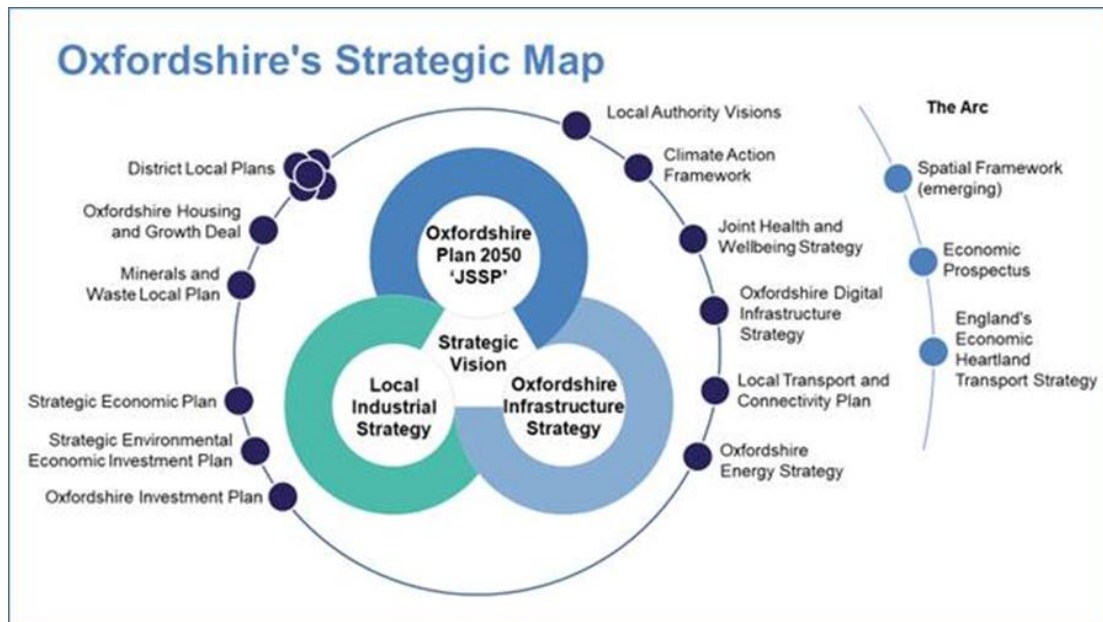 Oxfordshire's Strategic Map
District Local Plans
Oxfordshire Housing
and Growth Deal
Minerals and
Waste Local Plan
Strategic Economic Plan
Strategic Environmental
Economic Investment Plan
Oxfordshire Investment Plan
Oxfordshire
Plan 2050
‘JSSP’
Strategic
Vision
Local
Industrial
Strategy
Oxfordshire
Infrastructure
Strategy
Local Authority Visions
Climate Action
Framework
Joint Health and
Wellbeing Strategy
Oxfordshire Digital
Infrastructure
Strategy
Local Transport and
Connectivity Plan
Oxfordshire
Energy Strategy
The Arc
Spatial Framework
(emerging)
Economic
Prospectus
England's
Economic
Heartland
Transport Strategy